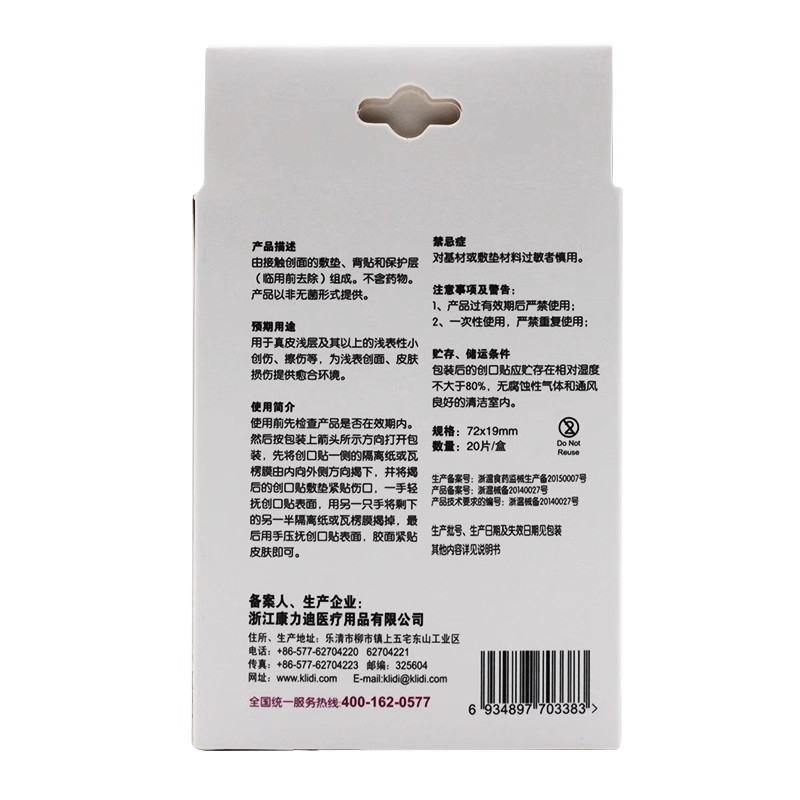 产品描述
由接触创面的敷垫、背贴和保护层
（临用前去除）组成。不含药物。
产品以非无菌形式提供。
预期用途
用于真皮浅层及其以上的浅表性小
创伤、擦伤等，为浅表创面、皮肤
损伤提供愈合环境。
使用简介
使用前先检查产品是否在效期内。
然后按包装上箭头所示方向打开包
装，先将创口贴一侧的隔离纸或瓦
楞膜由内向外侧方向揭下，并将揭
后的创口贴敷垫紧贴伤口，一手轻
抚创口贴表面，用另一只手将剩下
的另一半隔离纸或瓦楞膜揭掉，最
后用手压抚创口贴表面，胶面紧贴
皮肤即可。
禁忌症
对基材或敷垫材料过敏者慎用。
注意事项及警告：
1、产品过有效期后严禁使用；
2、一次性使用，严禁重复使用；
贮存、储运条件
包装后的创口贴应贮存在相对湿度
不大于80%，无腐蚀性气体和通风
良好的清洁室内。
规格：72x19mm
数量：20片/盒
2
Do Not
Reuse
生产备案号：浙温食药监械生产备20150007号
产品备案号：浙温械备20140027号
产品技术要求的编号：浙温械备20140027号
生产批号、生产日期及失效日期见包装
其他内容详见说明书
备案人、生产企业：
浙江康力迪医疗用品有限公司
住所、生产地址：乐清市柳市镇上五宅东山工业区
电话：+86-577-62704220 62704221
传真：+86-577-62704223 邮编：325604
网址：www.klidi.com E-mail:klidi@klidi.com
全国统一服务热线:400-162-0577
6 934897 703383 >